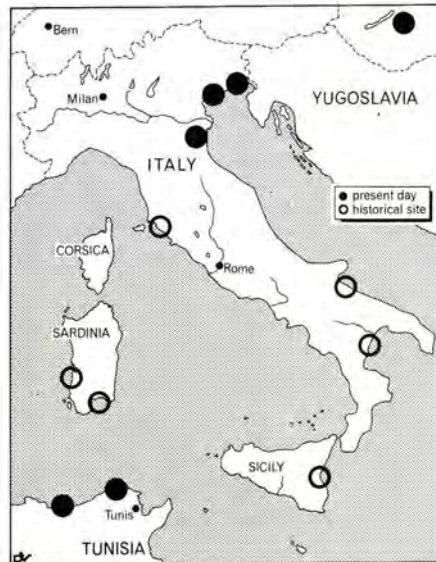 Bern
Milan
YUGOSLAVIA
ITALY
present day
historical site
CORSICA
Rome
SARDINIA
SICILY
Tunis
TUNISIA